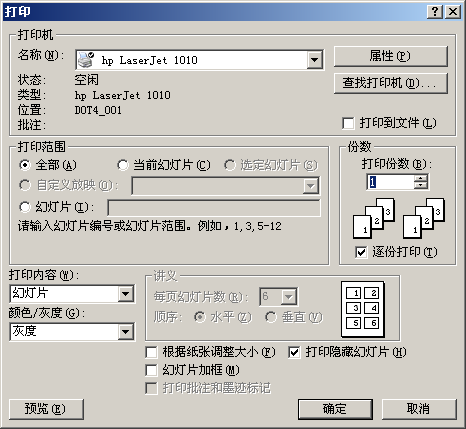 打印
打印机
名称(N): hp LaserJet 1010 属性(P)
状态: 空闲 查找打印机(D)...
类型: hp LaserJet 1010
位置: DOT4_001
批注: 打印到文件(L)
打印范围
全部(A) 当前幻灯片(C) 选定幻灯片(S)
自定义放映(O):
幻灯片(I):
请输入幻灯片编号或幻灯片范围。例如，1,3,5-12
份数
打印份数(B):
1
1 2 3 1 2 3
逐份打印(T)
打印内容(W):
幻灯片
颜色/灰度(G):
灰度
讲义
每页幻灯片数(R): 6
顺序: 水平(Z) 垂直(V)
1 2
3 4
5 6
根据纸张调整大小(F) 打印隐藏幻灯片(H)
幻灯片加框(M)
打印批注和墨迹标记
预览(E) 确定 取消